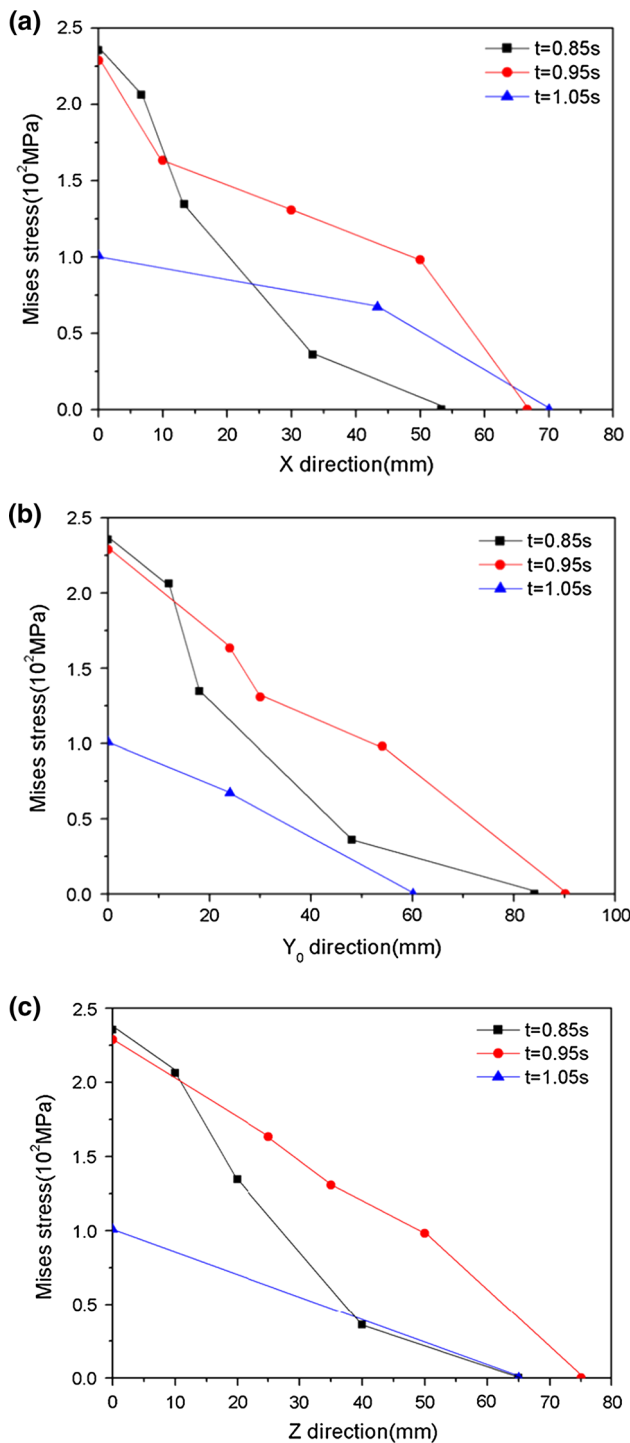 (a)
2.5
2.0
1.5
1.0
0.5
0.0
Mises stress(10²MPa)
t=0.85s
t=0.95s
t=1.05s
0 10 20 30 40 50 60 70 80
X direction(mm)
(b)
2.5
2.0
1.5
1.0
0.5
0.0
Mises stress(10²MPa)
t=0.85s
t=0.95s
t=1.05s
0 20 40 60 80 100
Y₀ direction(mm)
(c)
2.5
2.0
1.5
1.0
0.5
0.0
Mises stress(10²MPa)
t=0.85s
t=0.95s
t=1.05s
0 10 20 30 40 50 60 70 80
Z direction(mm)